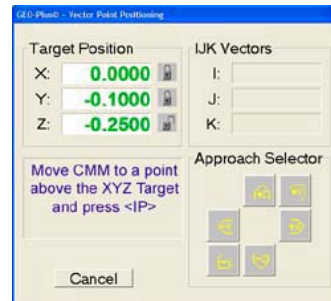 GEO-Plus© - Vector Point Positioning
Target Position
X: 0.0000
Y: -0.1000
Z: -0.2500
IJK Vectors
I:
J:
K:
Move CMM to a point
above the XYZ Target
and press <IP>
Approach Selector
Cancel